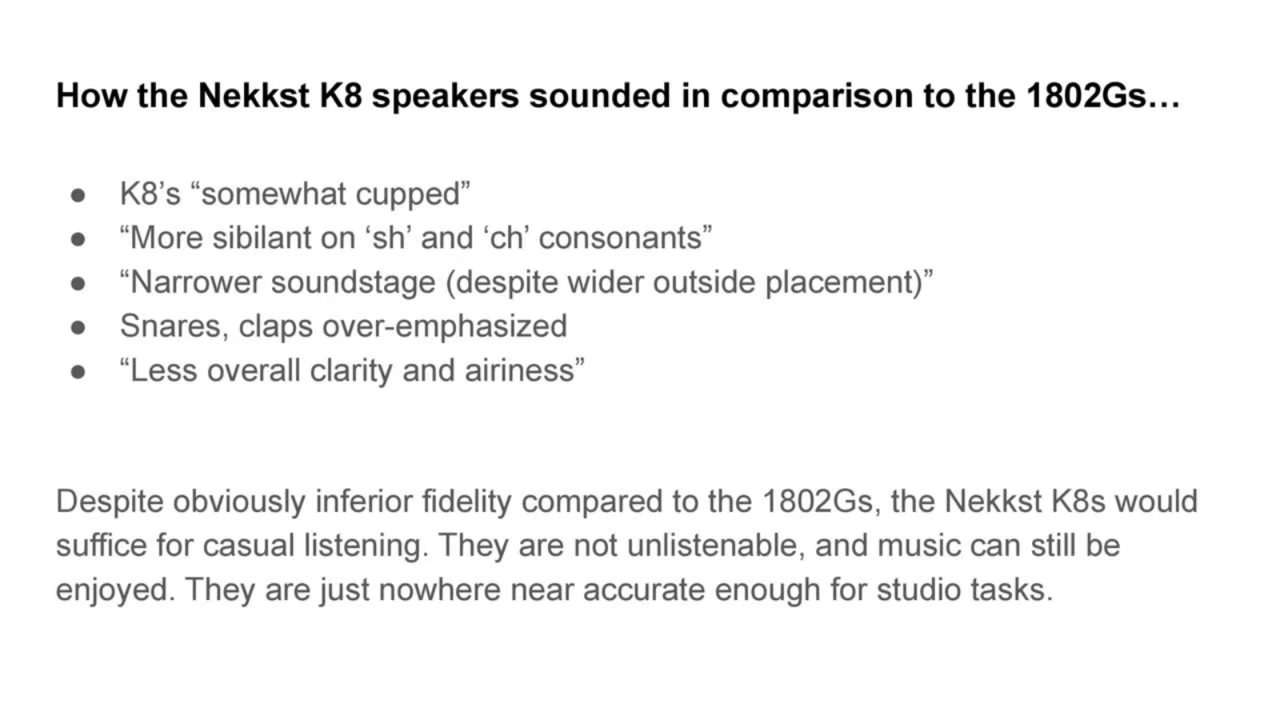 How the Nekkst K8 speakers sounded in comparison to the 1802Gs…
● K8’s “somewhat cupped”
● “More sibilant on ‘sh’ and ‘ch’ consonants”
● “Narrower soundstage (despite wider outside placement)”
● Snares, claps over-emphasized
● “Less overall clarity and airiness”
Despite obviously inferior fidelity compared to the 1802Gs, the Nekkst K8s would
suffice for casual listening. They are not unlistenable, and music can still be
enjoyed. They are just nowhere near accurate enough for studio tasks.